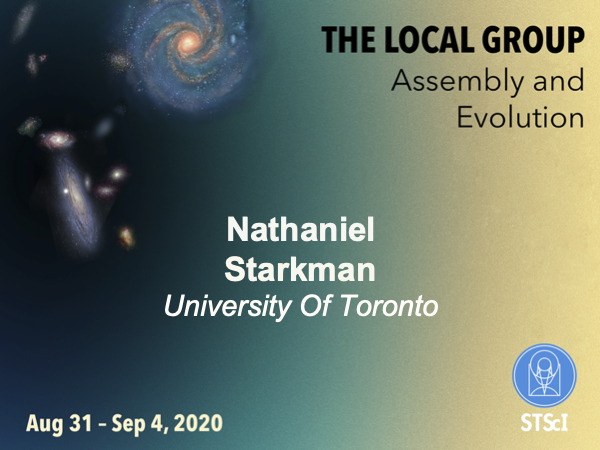 THE LOCAL GROUP
Assembly and
Evolution
Nathaniel
Starkman
University Of Toronto
Aug 31 – Sep 4, 2020
STScI